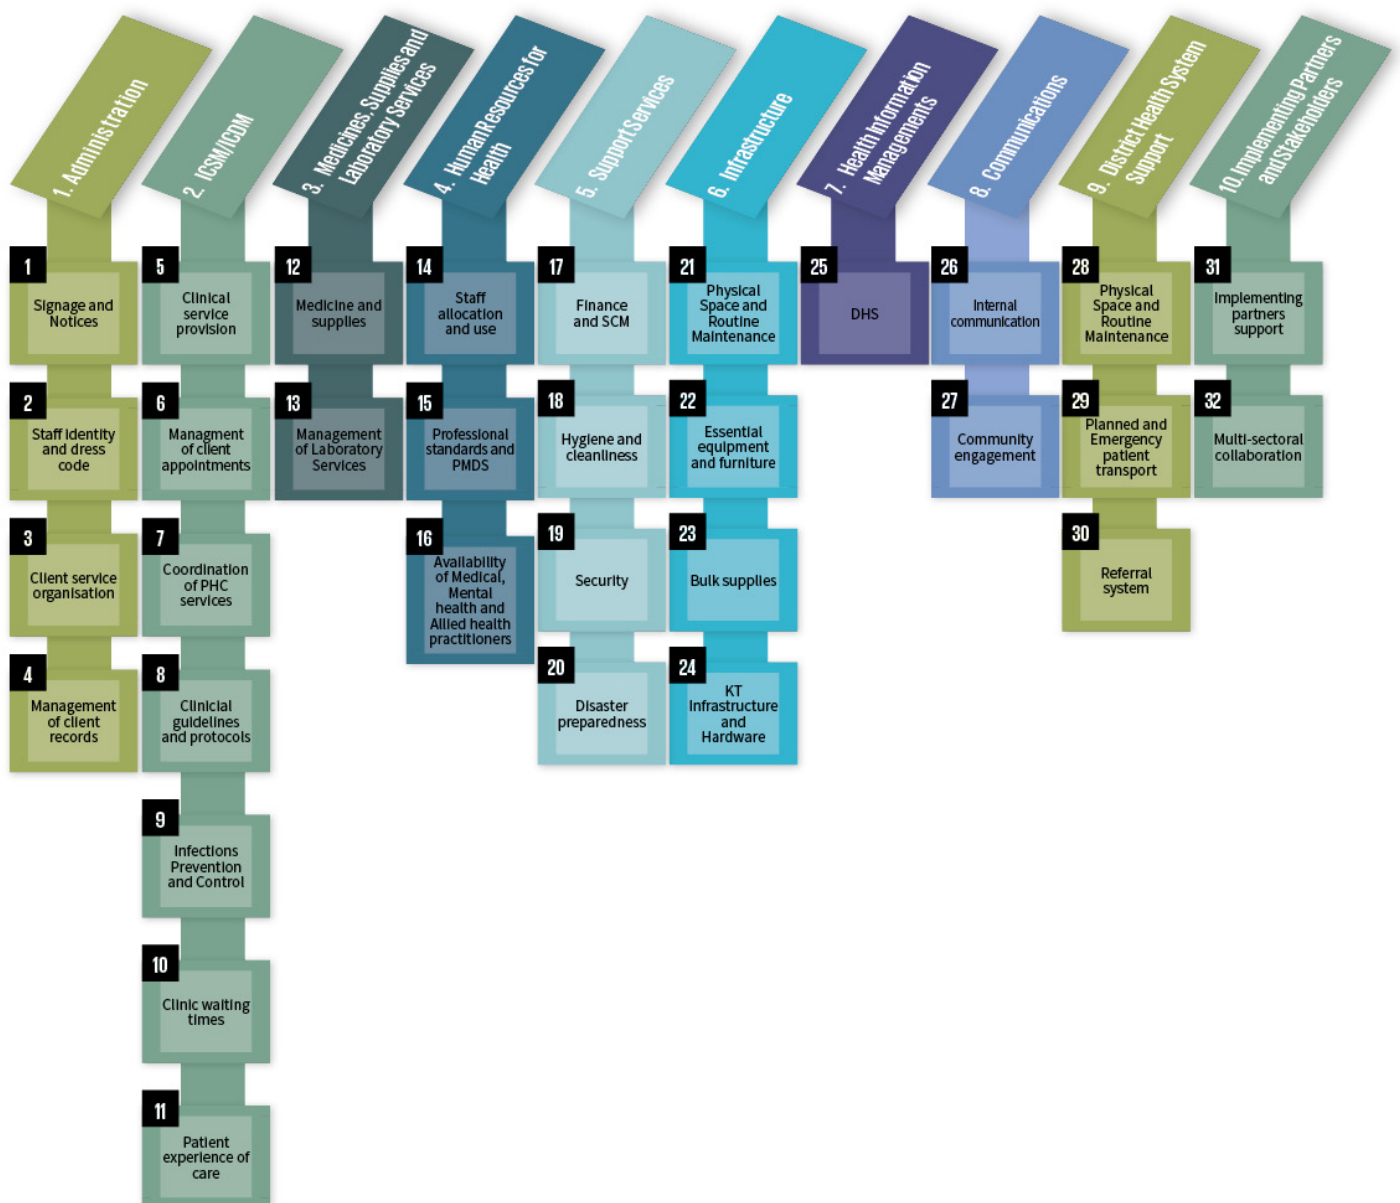 1. Administration
2. ICSM/ICDM
3. Medicines, Supplies and
Laboratory Services
4. Human Resources for
Health
5. Support Services
6. Infrastructure
7. Health Information
Managements
8. Communications
9. District Health System
Support
10. Implementing Partners
and Stakeholders
1
Signage and
Notices
2
Staff identity
and dress
code
3
Client service
organisation
4
Management
of client
records
5
Clinical
service
provision
6
Managment
of client
appointments
7
Coordination
of PHC
services
8
Clinicial
guidelines
and protocols
9
Infections
Prevention
and Control
10
Clinic waiting
times
11
Patient
experience of
care
12
Medicine and
supplies
13
Management
of Laboratory
Services
14
Staff
allocation
and use
15
Professional
standards and
PMDS
16
Availability
of Medical,
Mental
health and
Allied health
practitioners
17
Finance
and SCM
18
Hygiene and
cleanliness
19
Security
20
Disaster
preparedness
21
Physical
Space and
Routine
Maintenance
22
Essential
equipment
and furniture
23
Bulk supplies
24
KT
Infrastructure
and
Hardware
25
DHS
26
Internal
communication
27
Community
engagement
28
Physical
Space and
Routine
Maintenance
29
Planned and
Emergency
patient
transport
30
Referral
system
31
Implementing
partners
support
32
Multi-sectoral
collaboration